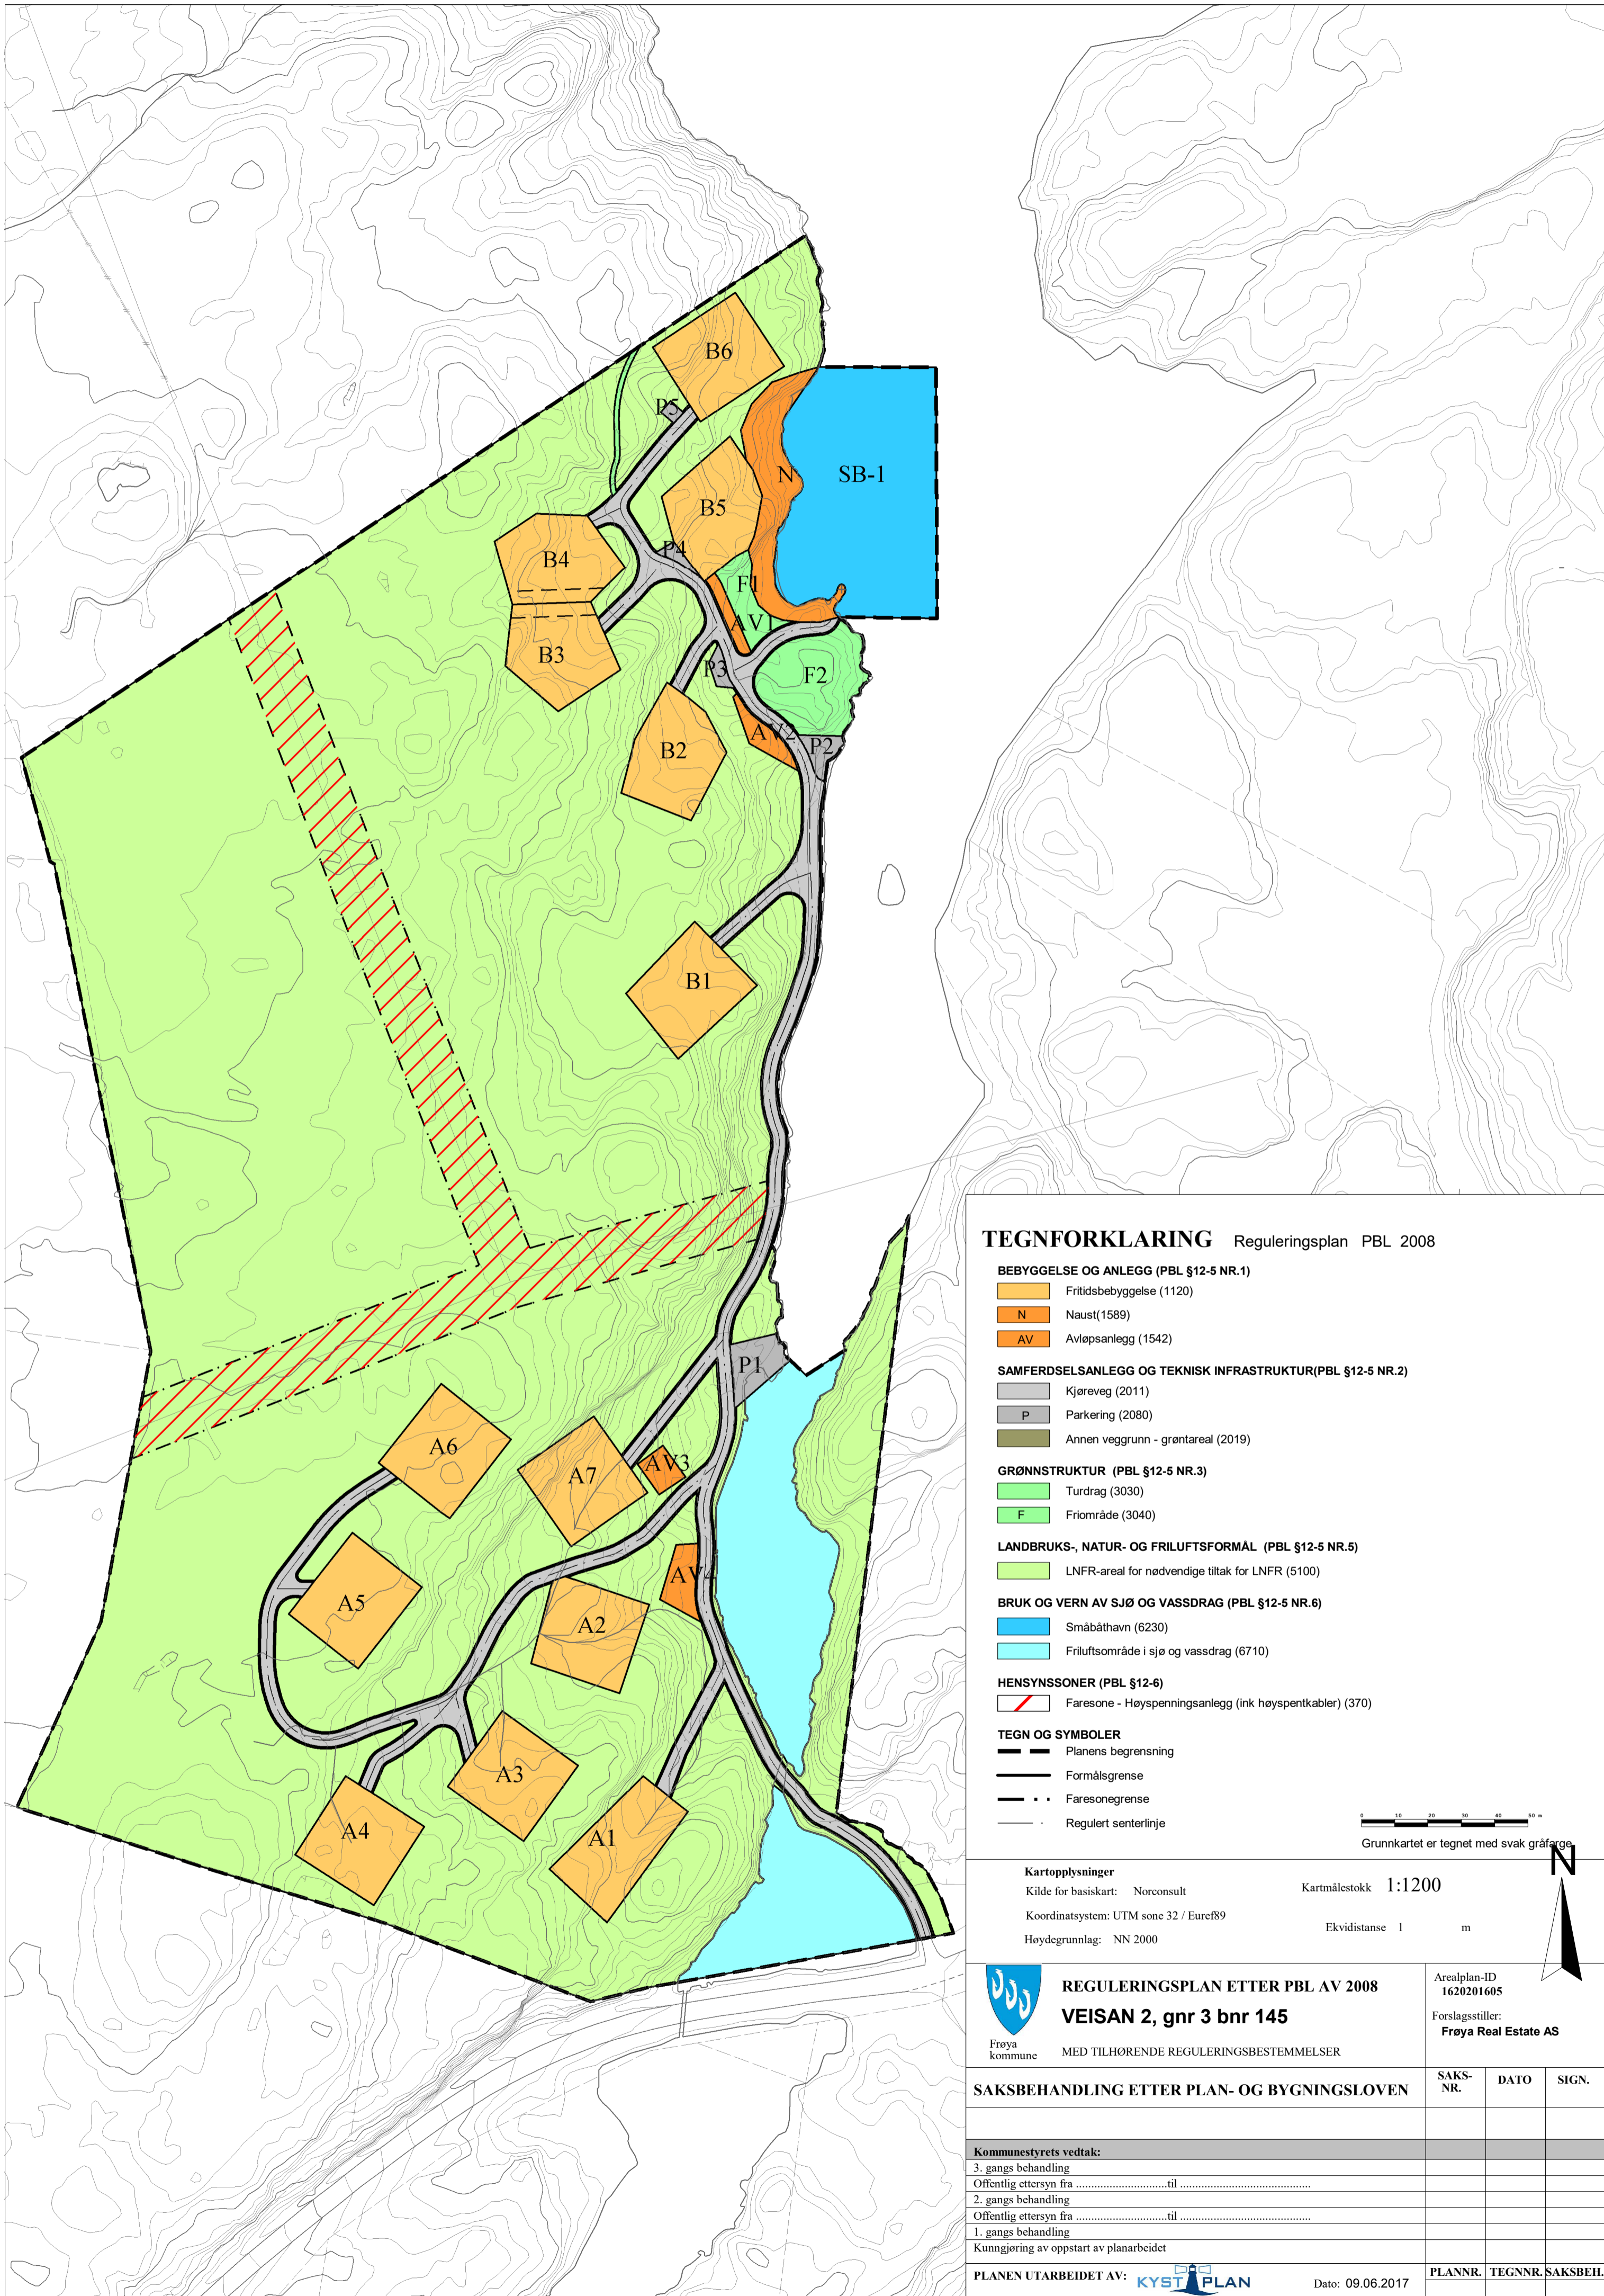 B6
P5
N
SB-1
B5
B4
P4
F1
AV1
B3
P3
F2
AV2
P2
B2
B1
P1
A6
A7
AV3
AV4
A5
A2
A3
A4
A1
TEGNFORKLARING Reguleringsplan PBL 2008
BEBYGGELSE OG ANLEGG (PBL §12-5 NR.1)
Fritidsbebyggelse (1120)
N Naust(1589)
AV Avløpsanlegg (1542)
SAMFERDSELSANLEGG OG TEKNISK INFRASTRUKTUR(PBL §12-5 NR.2)
Kjøreveg (2011)
P Parkering (2080)
Annen veggrunn - grøntareal (2019)
GRØNNSTRUKTUR (PBL §12-5 NR.3)
Turdrag (3030)
F Friområde (3040)
LANDBRUKS-, NATUR- OG FRILUFTSFORMÅL (PBL §12-5 NR.5)
LNFR-areal for nødvendige tiltak for LNFR (5100)
BRUK OG VERN AV SJØ OG VASSDRAG (PBL §12-5 NR.6)
Småbåthavn (6230)
Friluftsområde i sjø og vassdrag (6710)
HENSYNSSONER (PBL §12-6)
Faresone - Høyspenningsanlegg (ink høyspentkabler) (370)
TEGN OG SYMBOLER
Planens begrensning
Formålsgrense
Faresonegrense
Regulert senterlinje
0 10 20 30 40 50 m
Grunnkartet er tegnet med svak gråfarge
N
Kartopplysninger
Kilde for basiskart: Norconsult
Koordinatsystem: UTM sone 32 / Euref89
Høydegrunnlag: NN 2000
Kartmålestokk 1:1200
Ekvidistanse 1 m
Frøya
kommune
REGULERINGSPLAN ETTER PBL AV 2008
VEISAN 2, gnr 3 bnr 145
MED TILHØRENDE REGULERINGSBESTEMMELSER
Arealplan-ID
1620201605
Forslagsstiller:
Frøya Real Estate AS
SAKSBEHANDLING ETTER PLAN- OG BYGNINGSLOVEN
SAKS-
NR.
DATO
SIGN.
Kommunestyrets vedtak:
3. gangs behandling
Offentlig ettersyn fra ..............................til ...........................................
2. gangs behandling
Offentlig ettersyn fra ..............................til ...........................................
1. gangs behandling
Kunngjøring av oppstart av planarbeidet
PLANEN UTARBEIDET AV: KYSTPLAN
Dato: 09.06.2017
PLANNR. TEGNNR. SAKSBEH.